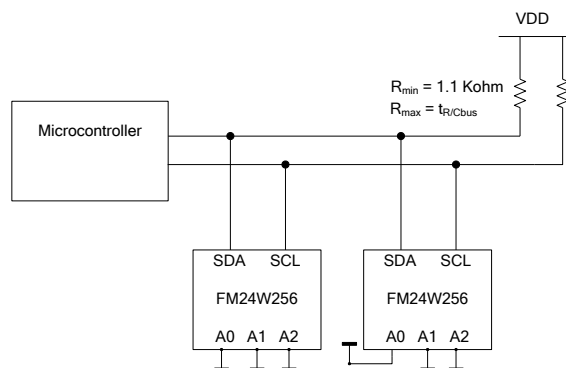 VDD
Rmin = 1.1 Kohm
Rmax = tR/Cbus
Microcontroller
SDA SCL
SDA SCL
FM24W256
FM24W256
A0 A1 A2
A0 A1 A2